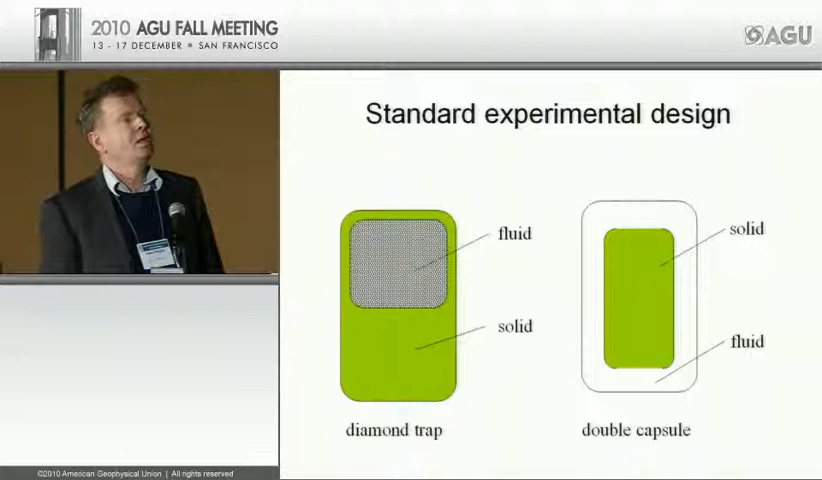 2010 AGU FALL MEETING
13 - 17 DECEMBER SAN FRANCISCO
AGU
Standard experimental design
fluid
solid
solid
fluid
diamond trap
double capsule
©2010 American Geophysical Union | All rights reserved